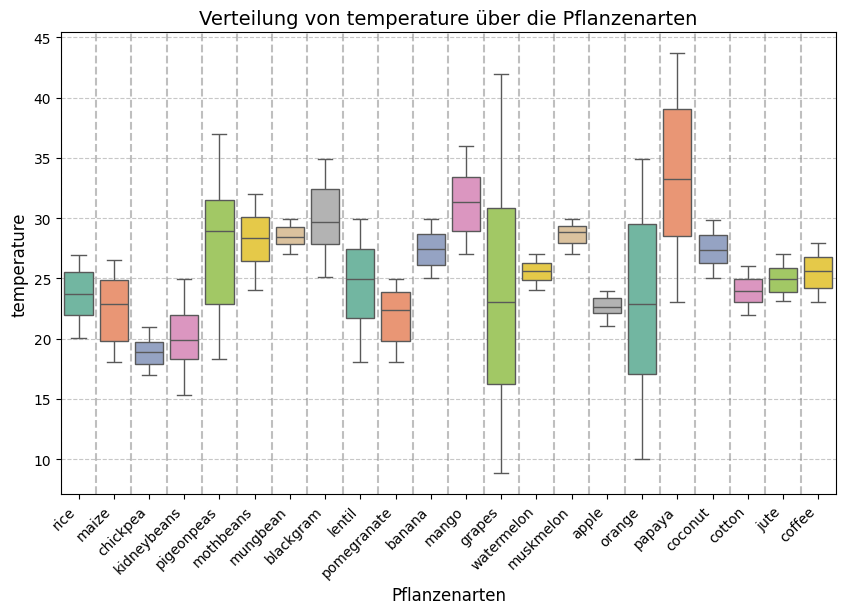 Verteilung von temperature über die Pflanzenarten
temperature
45
40
35
30
25
20
15
10
rice
maize
chickpea
kidneybeans
pigeonpeas
mothbeans
mungbean
blackgram
lentil
pomegranate
banana
mango
grapes
watermelon
muskmelon
apple
orange
papaya
coconut
cotton
jute
coffee
Pflanzenarten